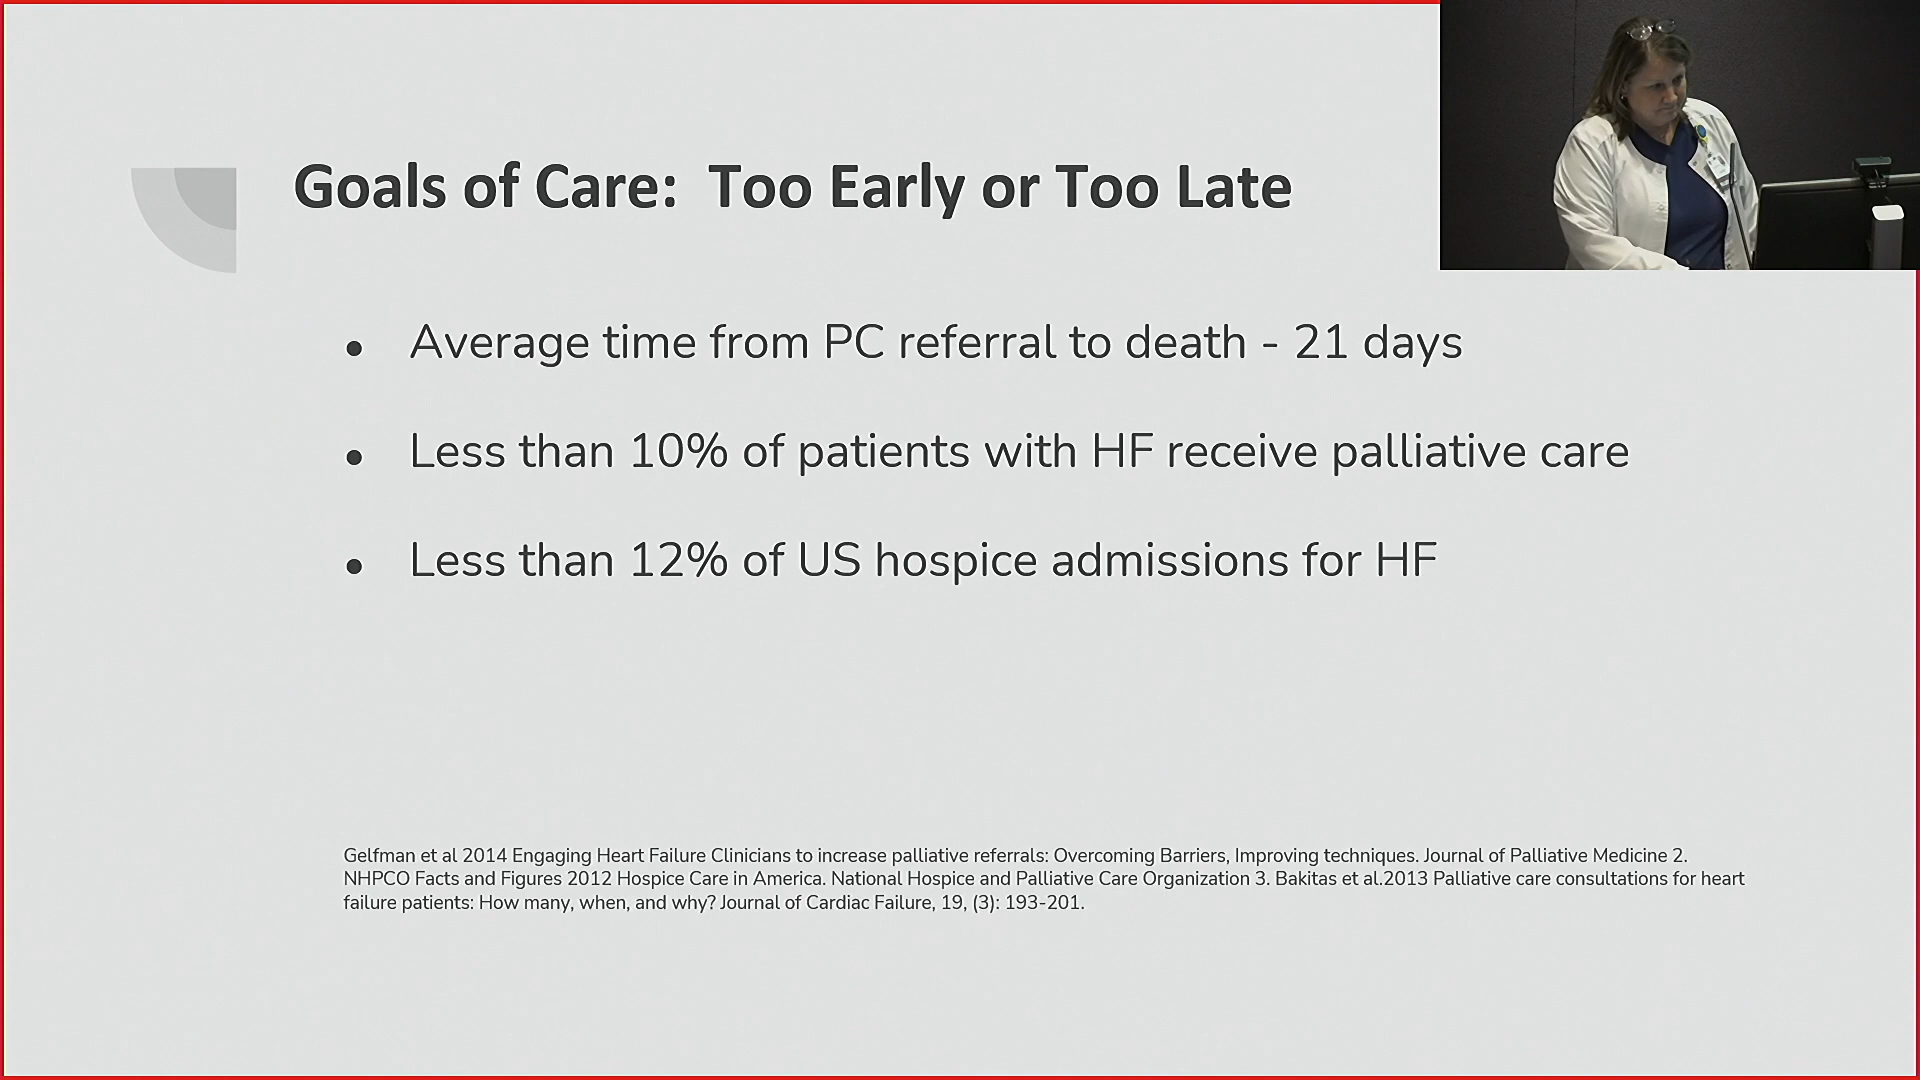 Goals of Care: Too Early or Too Late
• Average time from PC referral to death - 21 days
• Less than 10% of patients with HF receive palliative care
• Less than 12% of US hospice admissions for HF
Gelfman et al 2014 Engaging Heart Failure Clinicians to increase palliative referrals: Overcoming Barriers, Improving techniques. Journal of Palliative Medicine 2.
NHPCO Facts and Figures 2012 Hospice Care in America. National Hospice and Palliative Care Organization 3. Bakitas et al.2013 Palliative care consultations for heart
failure patients: How many, when, and why? Journal of Cardiac Failure, 19, (3): 193-201.